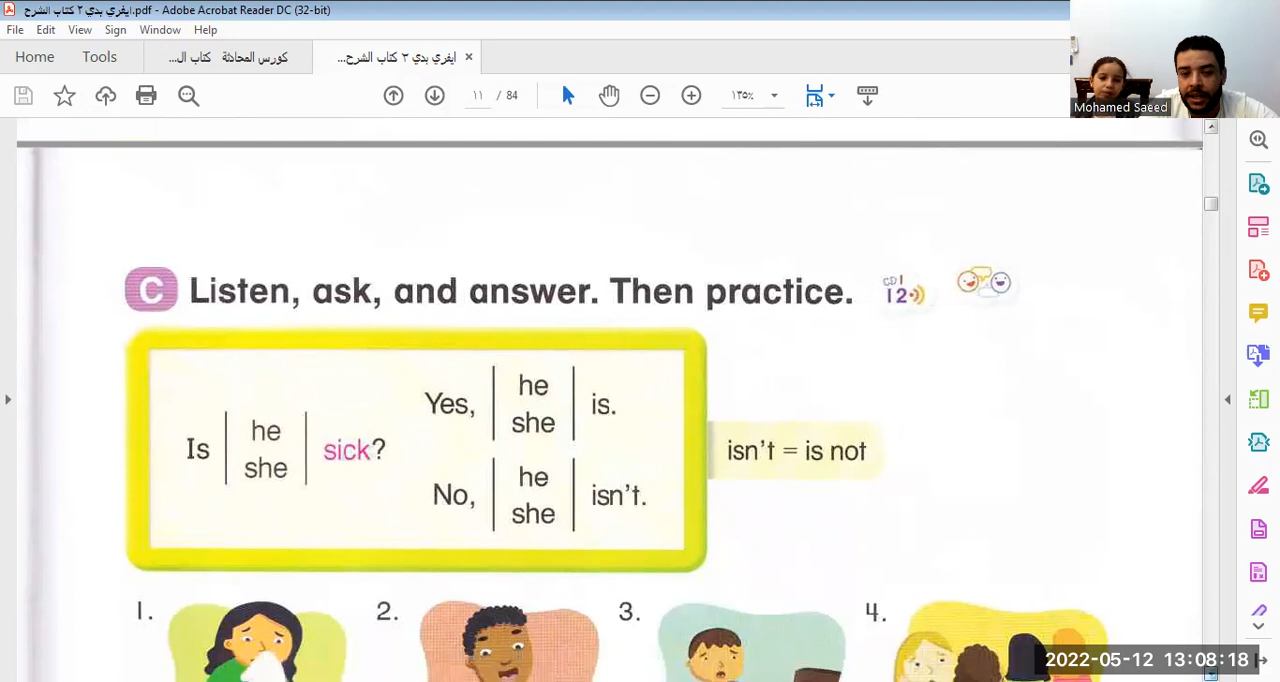 ايفري بدي ٢ كتاب الشرح.pdf - Adobe Acrobat Reader DC (32-bit)
File Edit View Sign Window Help
Home Tools كورس المحادثة كتاب ال... ايفري بدي ٢ كتاب الشرح... ×
١١ / 84 ١٣٥%
Mohamed Saeed
C Listen, ask, and answer. Then practice. CD1 12
Is he she sick?
Yes, he she is.
No, he she isn't.
isn't = is not
1. 2. 3. 4.
2022-05-12 13:08:18